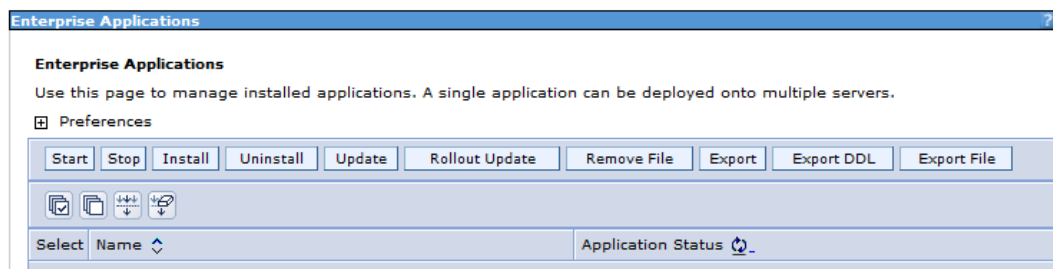 Enterprise Applications ?
Enterprise Applications
Use this page to manage installed applications. A single application can be deployed onto multiple servers.
Preferences
Start Stop Install Uninstall Update Rollout Update Remove File Export Export DDL Export File
Select Name Application Status